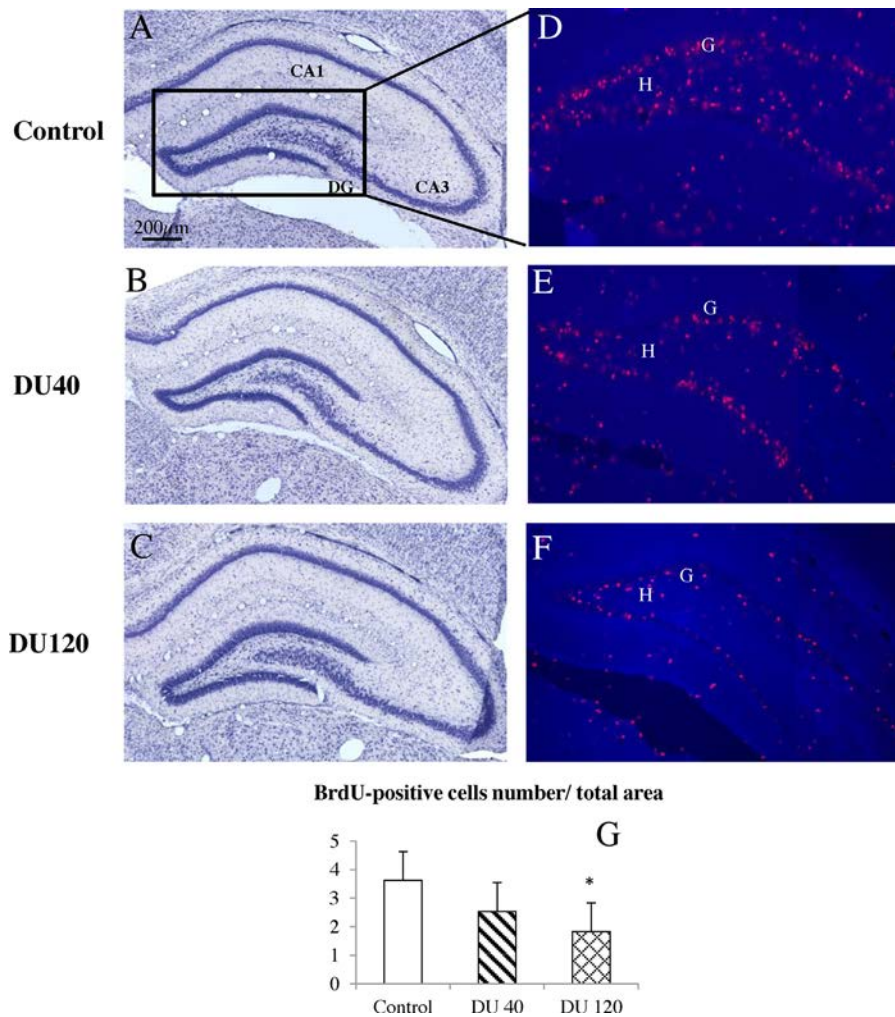 A
CA1
DG
CA3
200μm
Control
D
G
H
B
DU40
E
G
H
C
DU120
F
G
H
BrdU-positive cells number/ total area
G
5
4
3
2
1
0
*
Control DU 40 DU 120